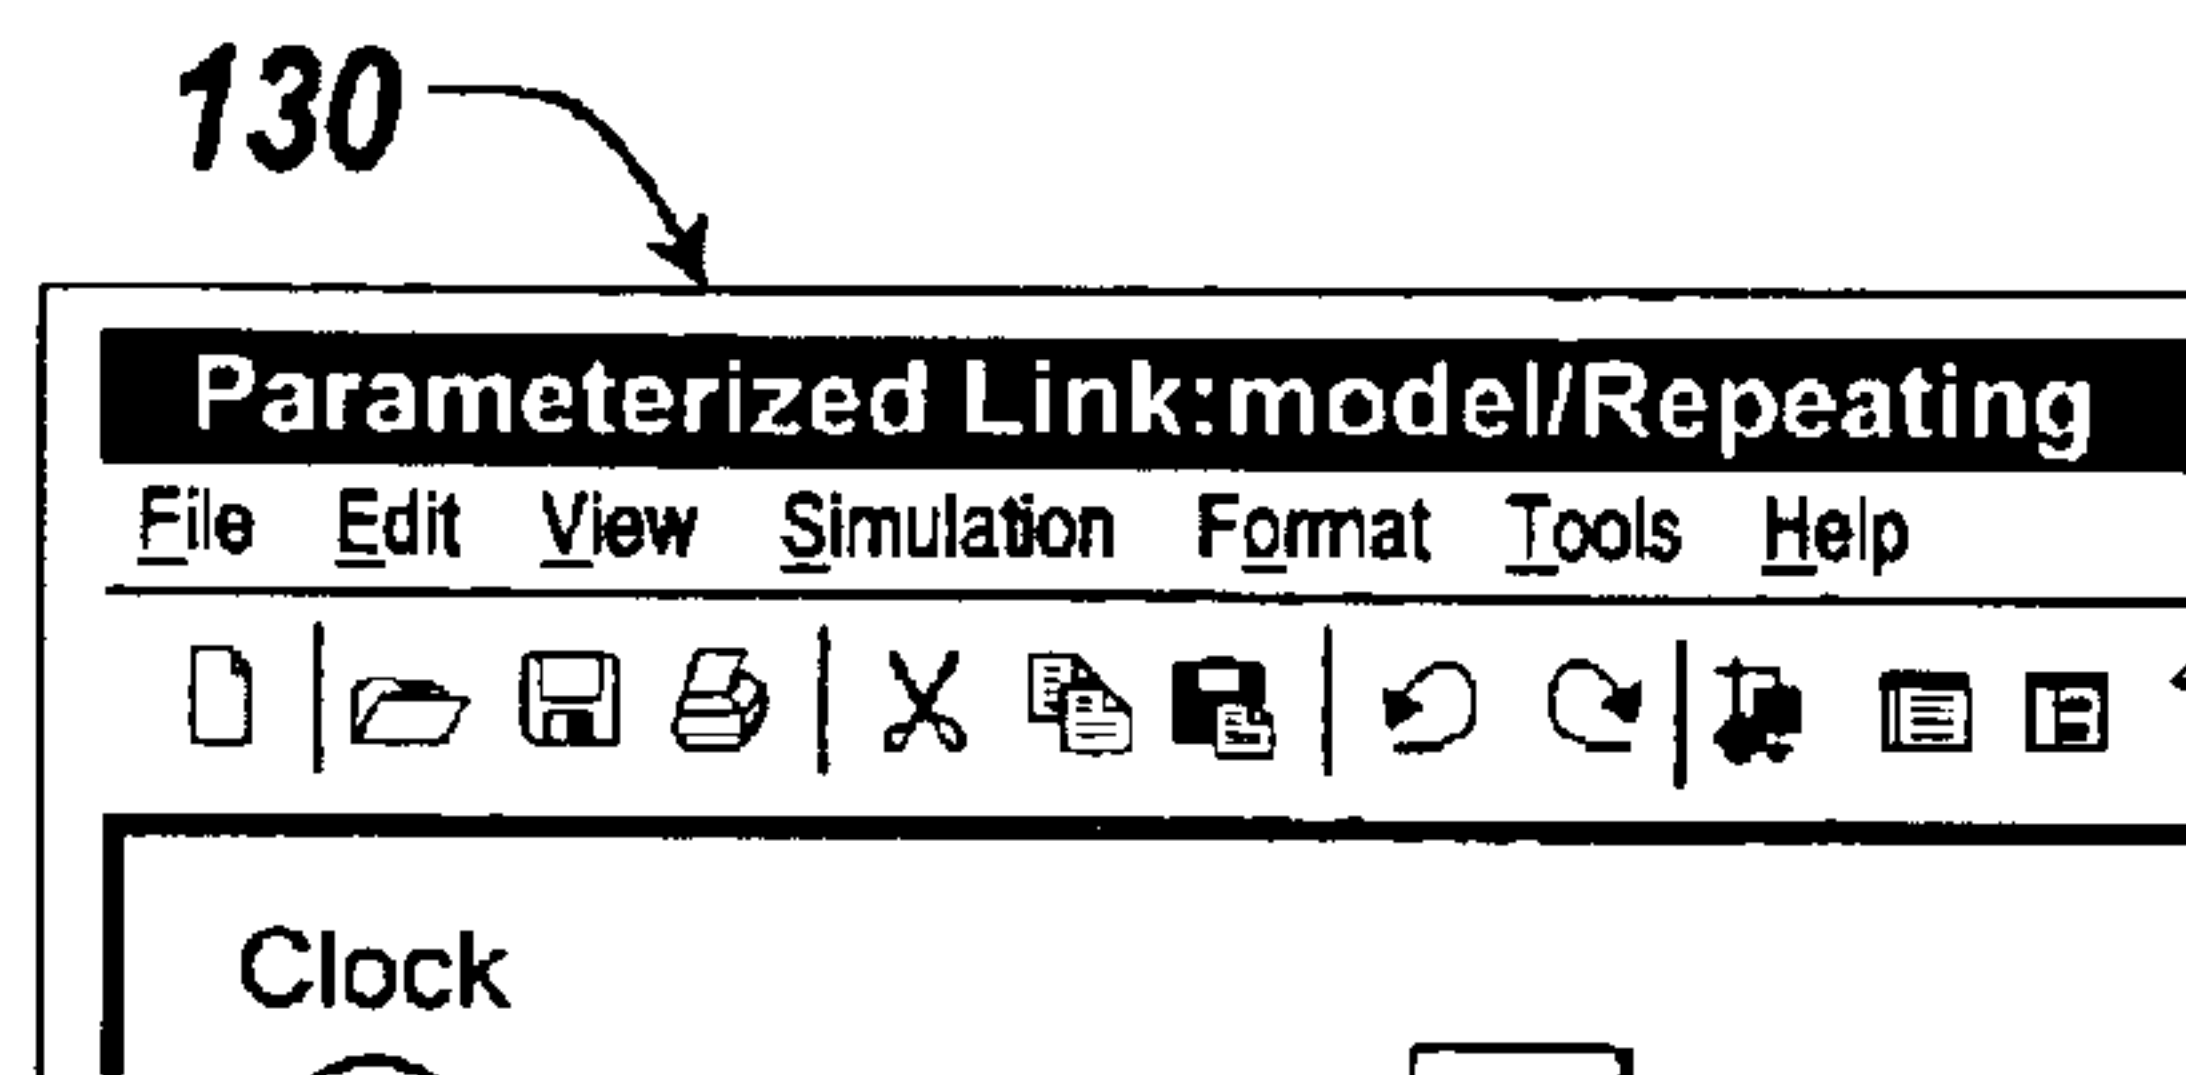 130
Parameterized Link:model/Repeating
File Edit View Simulation Format Tools Help
Clock